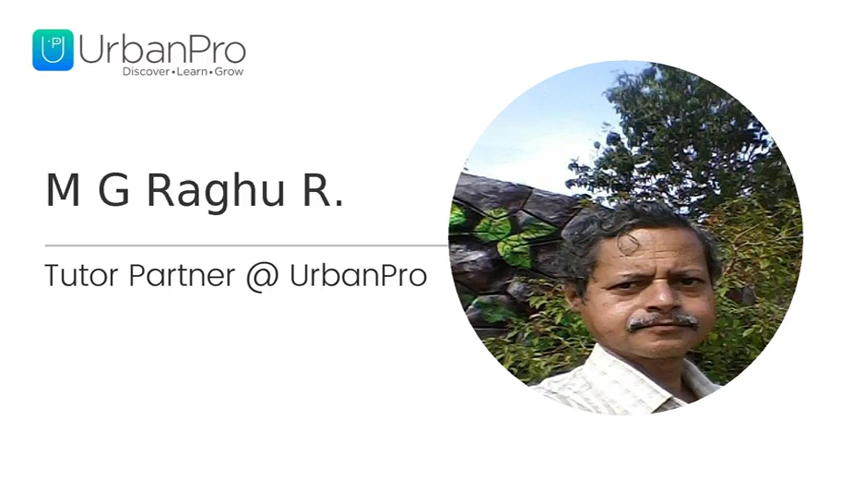 UrbanPro
Discover•Learn•Grow
M G Raghu R.
Tutor Partner @ UrbanPro